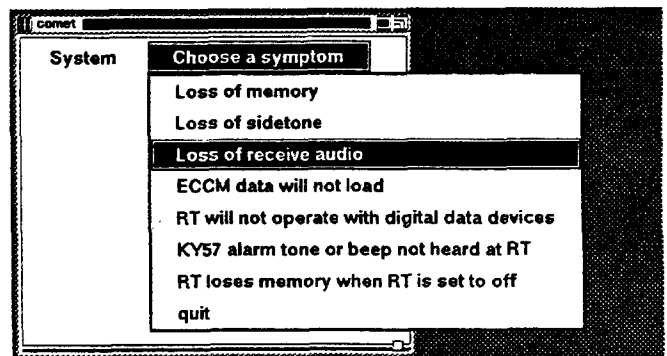 comet
System Choose a symptom
Loss of memory
Loss of sidetone
Loss of receive audio
ECCM data will not load
RT will not operate with digital data devices
KY57 alarm tone or beep not heard at RT
RT loses memory when RT is set to off
quit